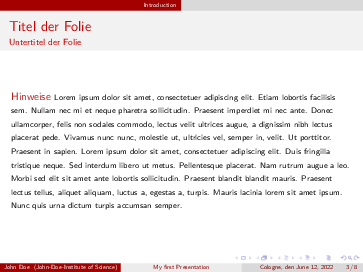 Introduction
Titel der Folie
Untertitel der Folie
Hinweise Lorem ipsum dolor sit amet, consectetuer adipiscing elit. Etiam lobortis facilisis
sem. Nullam nec mi et neque pharetra sollicitudin. Praesent imperdiet mi nec ante. Donec
ullamcorper, felis non sodales commodo, lectus velit ultrices augue, a dignissim nibh lectus
placerat pede. Vivamus nunc nunc, molestie ut, ultricies vel, semper in, velit. Ut porttitor.
Praesent in sapien. Lorem ipsum dolor sit amet, consectetuer adipiscing elit. Duis fringilla
tristique neque. Sed interdum libero ut metus. Pellentesque placerat. Nam rutrum augue a leo.
Morbi sed elit sit amet ante lobortis sollicitudin. Praesent blandit blandit mauris. Praesent
lectus tellus, aliquet aliquam, luctus a, egestas a, turpis. Mauris lacinia lorem sit amet ipsum.
Nunc quis urna dictum turpis accumsan semper.
John Doe (John-Doe-Institute of Science) My first Presentation Cologne, den June 12, 2022 3 / 6